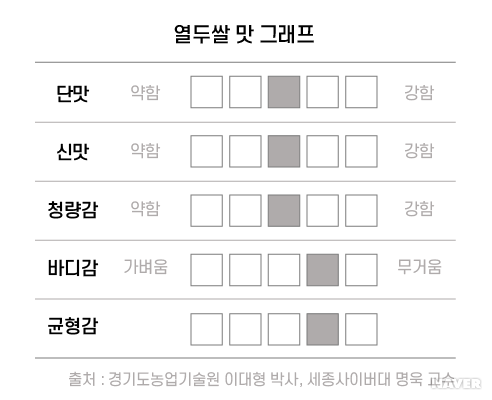 열두쌀 맛 그래프
단맛 약함 강함
신맛 약함 강함
청량감 약함 강함
바디감 가벼움 무거움
균형감
출처 : 경기도농업기술원 이대형 박사, 세종사이버대 명욱 교수
NAVER